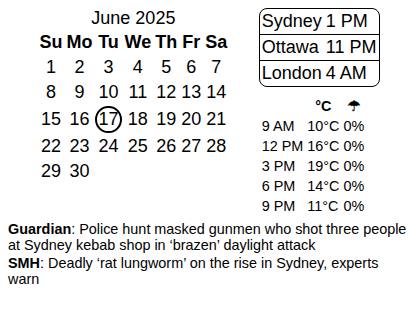 June 2025
Su Mo Tu We Th Fr Sa
1 2 3 4 5 6 7
8 9 10 11 12 13 14
15 16 17 18 19 20 21
22 23 24 25 26 27 28
29 30
Sydney 1 PM
Ottawa 11 PM
London 4 AM
°C ☂
9 AM 10°C 0%
12 PM 16°C 0%
3 PM 19°C 0%
6 PM 14°C 0%
9 PM 11°C 0%
Guardian: Police hunt masked gunmen who shot three people
at Sydney kebab shop in ‘brazen’ daylight attack
SMH: Deadly ‘rat lungworm’ on the rise in Sydney, experts
warn